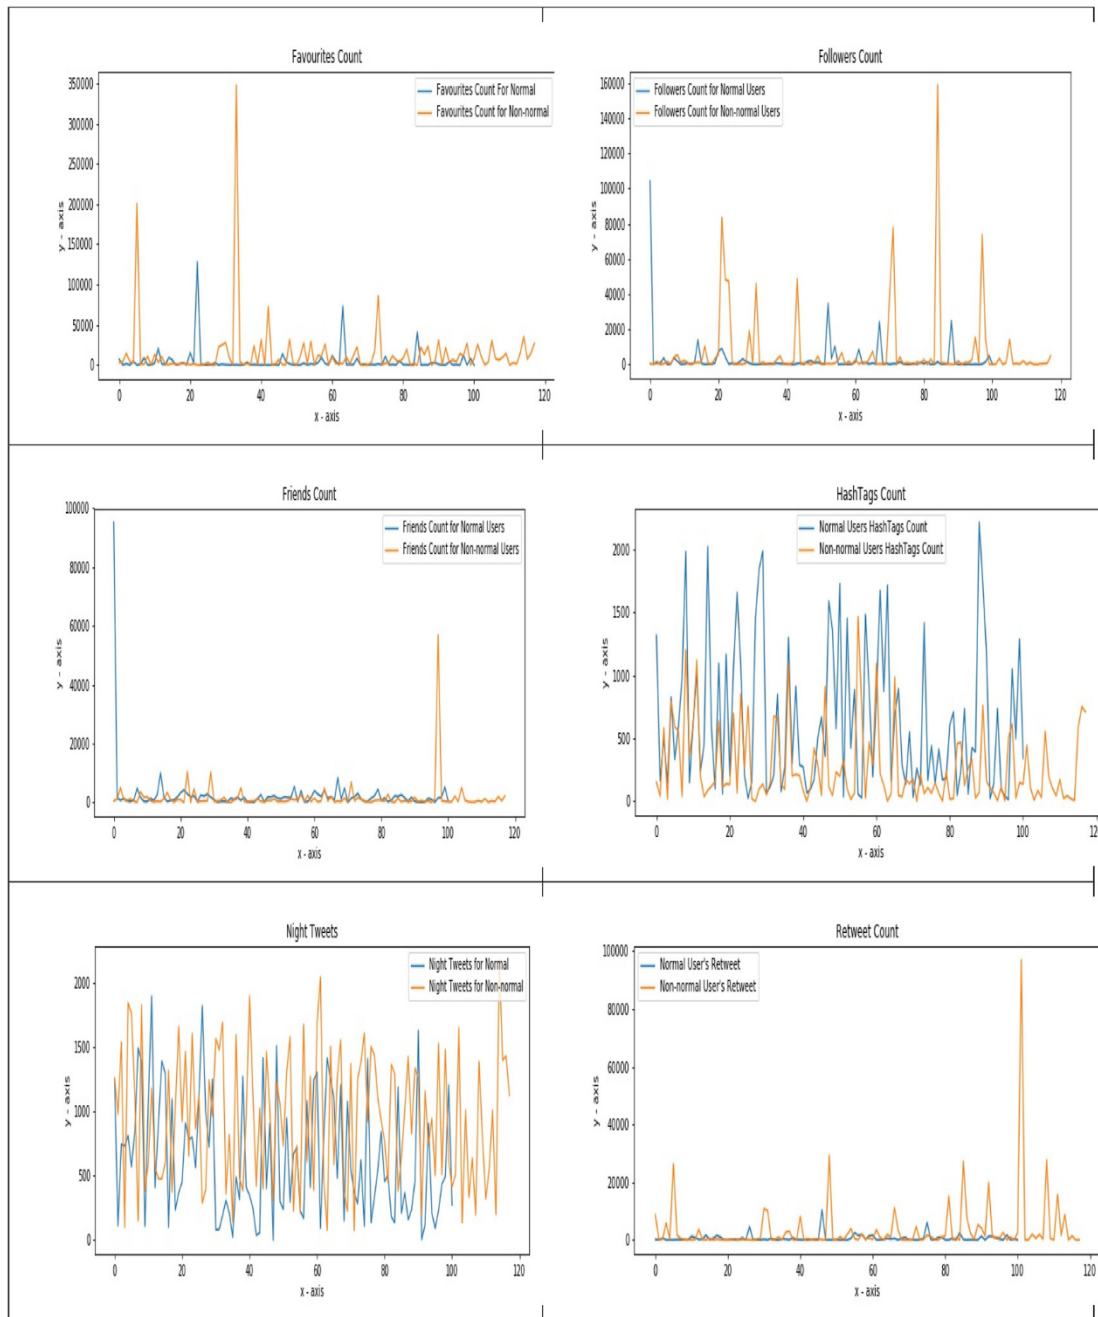 Favourites Count
350000
300000
250000
200000
150000
100000
50000
0
y - axis
Favourites Count For Normal
Favourites Count for Non-normal
0 20 40 60 80 100 120
x - axis
Followers Count
160000
140000
120000
100000
80000
60000
40000
20000
0
y - axis
Followers Count for Normal Users
Followers Count for Non-normal Users
0 20 40 60 80 100 120
x - axis
Friends Count
100000
80000
60000
40000
20000
0
y - axis
Friends Count for Normal Users
Friends Count for Non-normal Users
0 20 40 60 80 100 120
x - axis
HashTags Count
2000
1500
1000
500
0
y - axis
Normal Users HashTags Count
Non-normal Users HashTags Count
0 20 40 60 80 100 12
x - axis
Night Tweets
2000
1500
1000
500
0
y - axis
Night Tweets for Normal
Night Tweets for Non-normal
0 20 40 60 80 100 120
x - axis
Retweet Count
100000
80000
60000
40000
20000
0
y - axis
Normal User's Retweet
Non-normal User's Retweet
0 20 40 60 80 100 120
x - axis